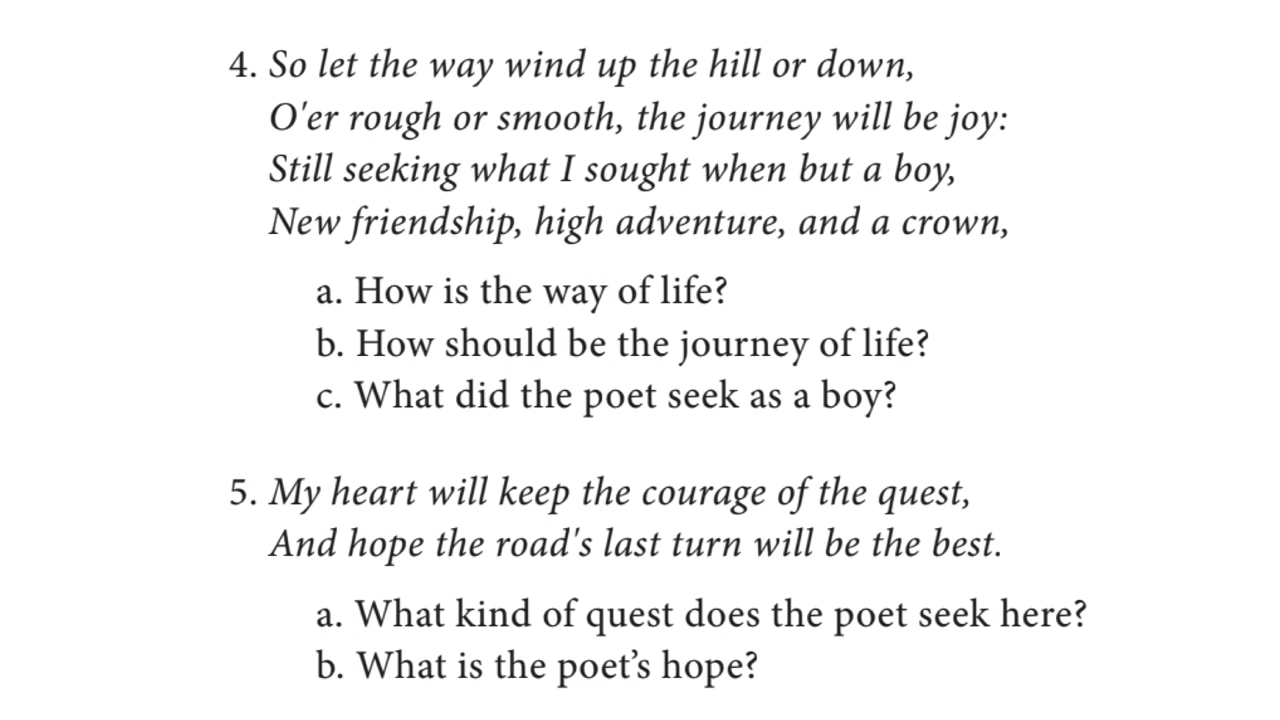 4. So let the way wind up the hill or down,
O'er rough or smooth, the journey will be joy:
Still seeking what I sought when but a boy,
New friendship, high adventure, and a crown,
a. How is the way of life?
b. How should be the journey of life?
c. What did the poet seek as a boy?
5. My heart will keep the courage of the quest,
And hope the road's last turn will be the best.
a. What kind of quest does the poet seek here?
b. What is the poet’s hope?